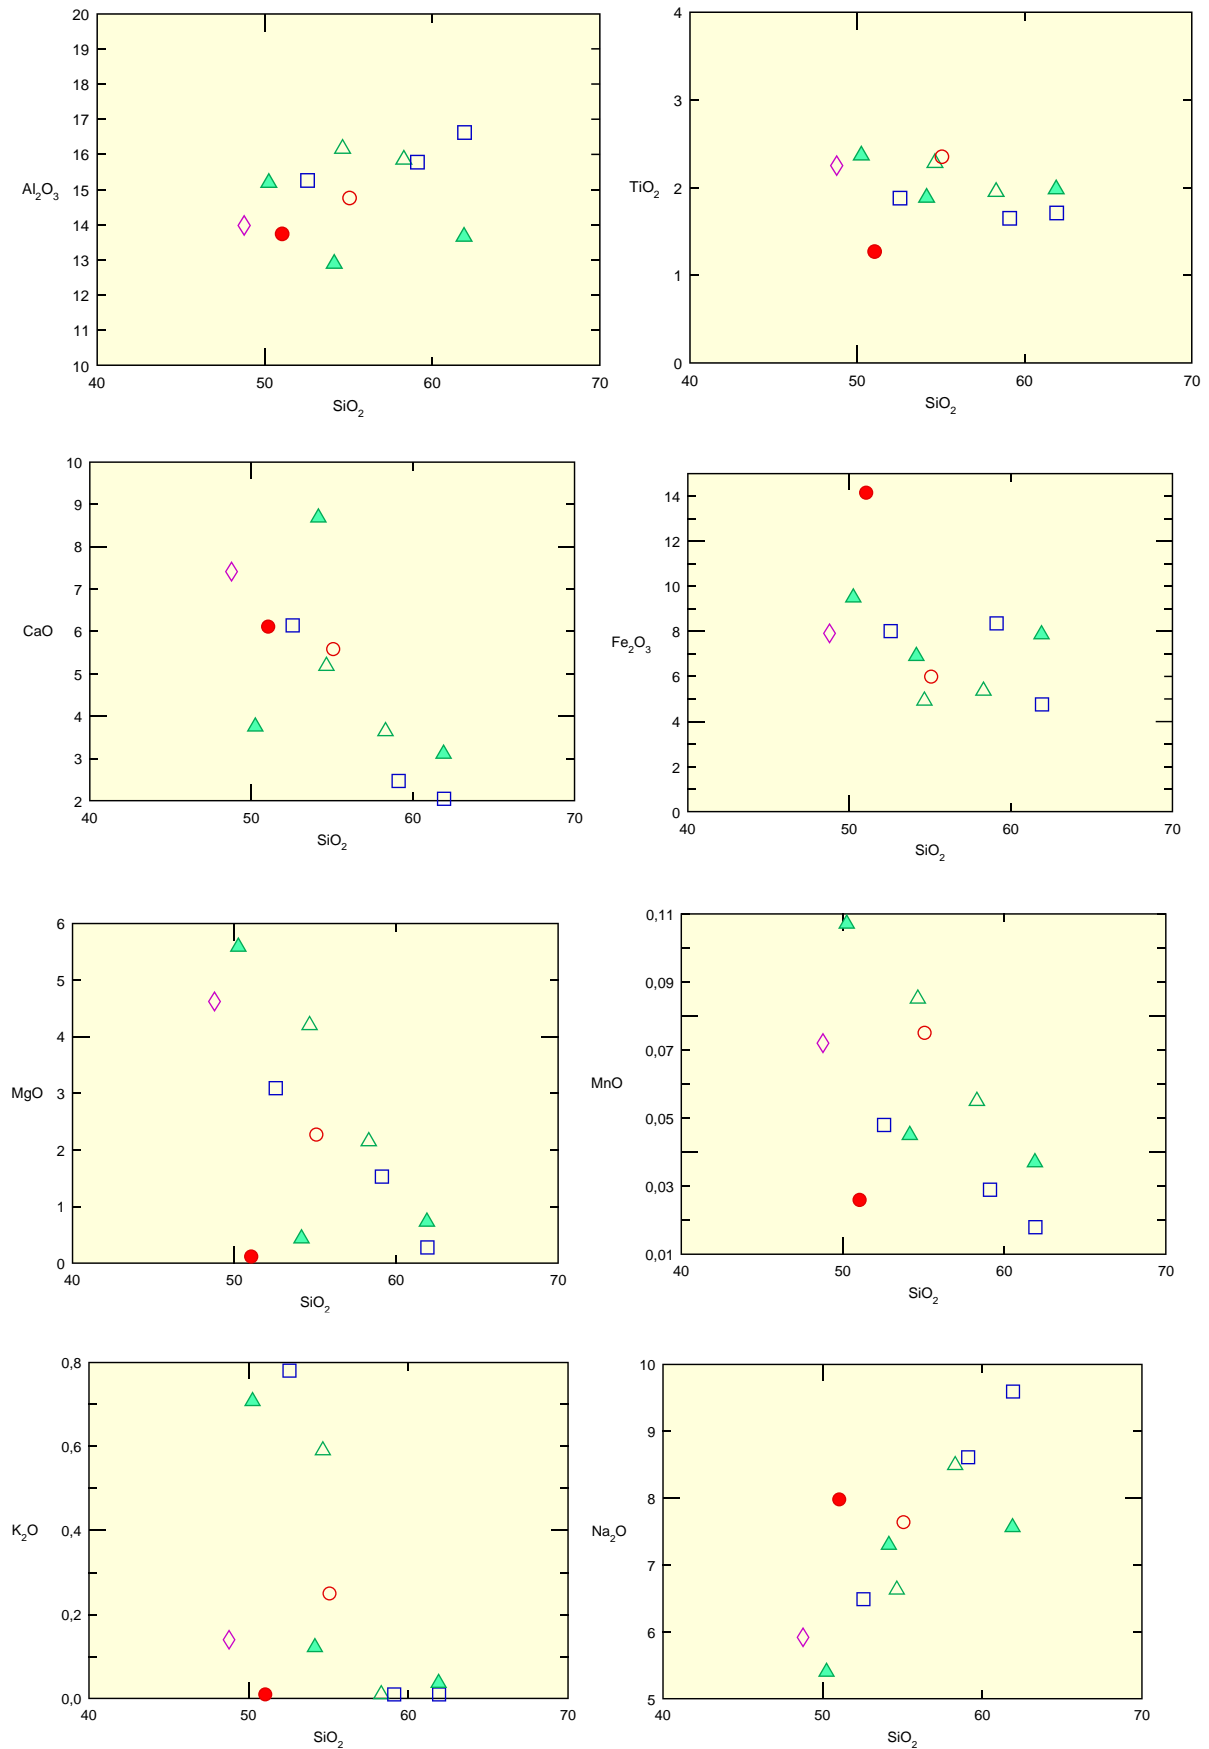 20
19
18
17
16
Al₂O₃
15
14
13
12
11
10
40 50 60 70
SiO₂
4
3
TiO₂
2
1
0
40 50 60 70
SiO₂
10
9
8
7
CaO
6
5
4
3
2
40 50 60 70
SiO₂
14
12
10
8
Fe₂O₃
6
4
2
0
40 50 60 70
SiO₂
6
5
4
MgO
3
2
1
0
40 50 60 70
SiO₂
0,11
0,09
0,07
MnO
0,05
0,03
0,01
40 50 60 70
SiO₂
0,8
0,6
K₂O
0,4
0,2
0,0
40 50 60 70
SiO₂
10
9
8
Na₂O
7
6
5
40 50 60 70
SiO₂